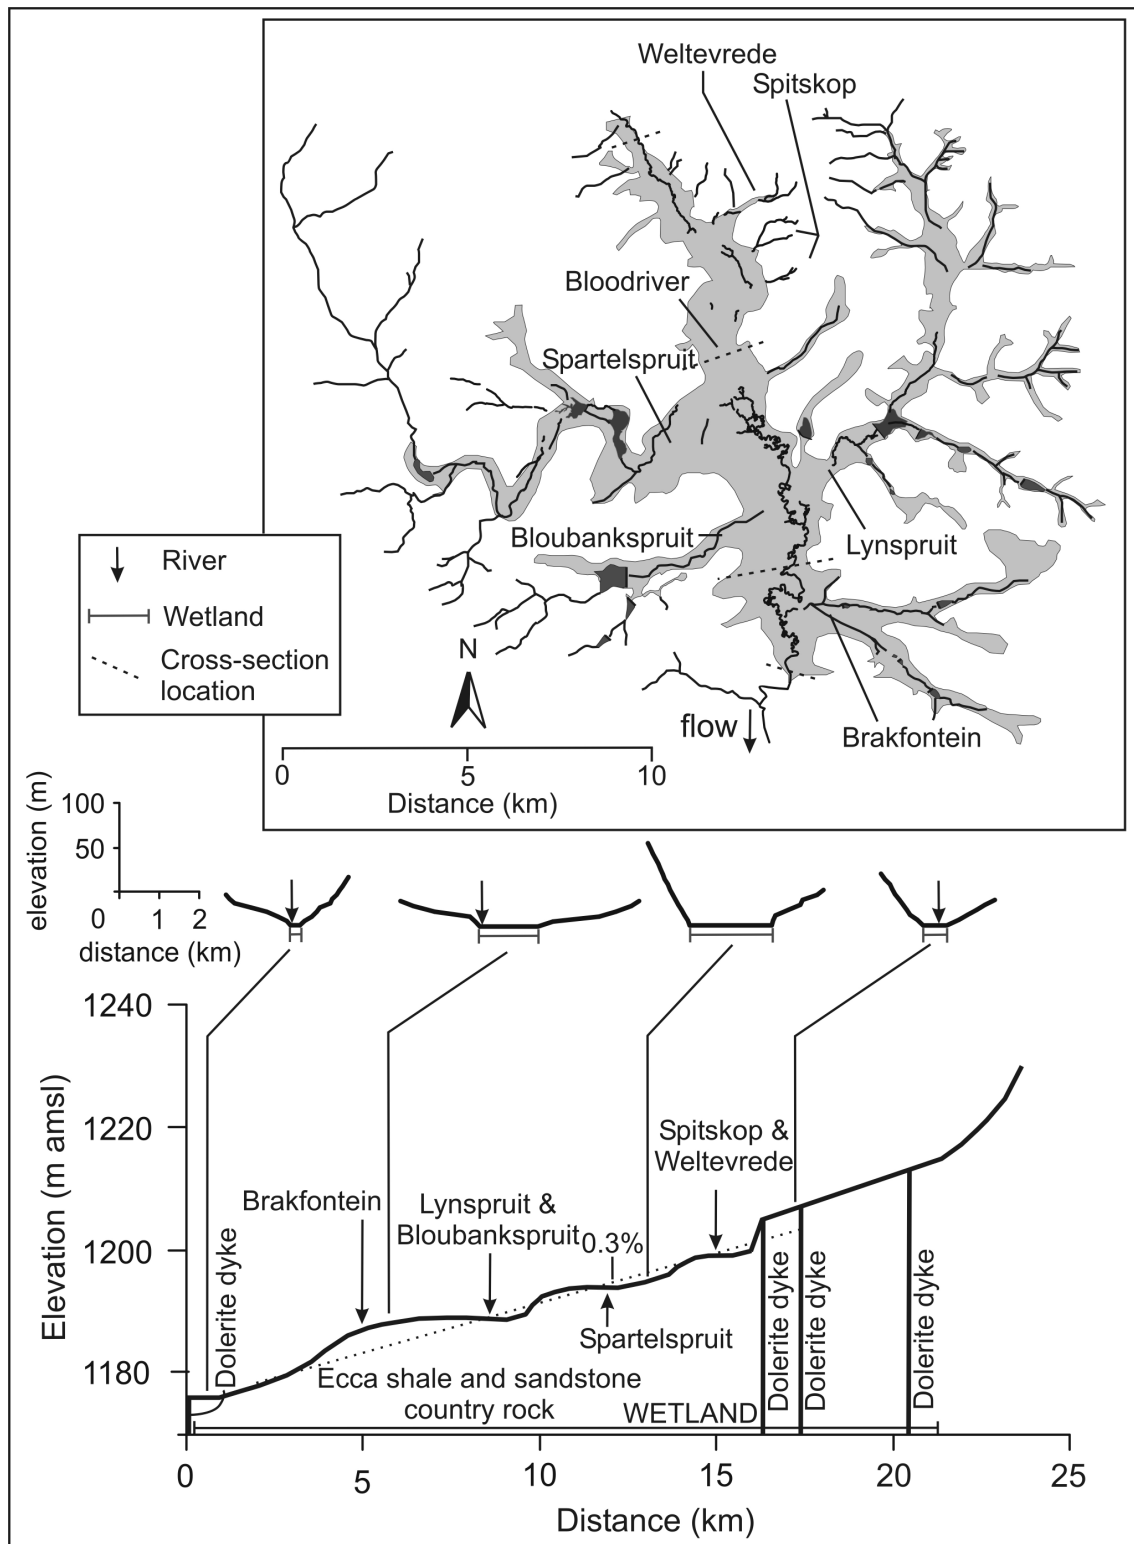 Weltevrede
Spitskop
Bloodriver
Spartelspruit
Bloubankspruit
Lynspruit
River
Wetland
Cross-section
location
N
flow
Brakfontein
0
5
10
Distance (km)
elevation (m)
100
50
0
1
2
distance (km)
Elevation (m amsl)
1240
1220
1200
1180
Spitskop &
Weltevrede
Brakfontein
Lynspruit &
Bloubankspruit
0.3%
Spartelspruit
Dolerite dyke
Ecca shale and sandstone
country rock
WETLAND
Dolerite dyke
Dolerite dyke
Dolerite dyke
0
5
10
15
20
25
Distance (km)